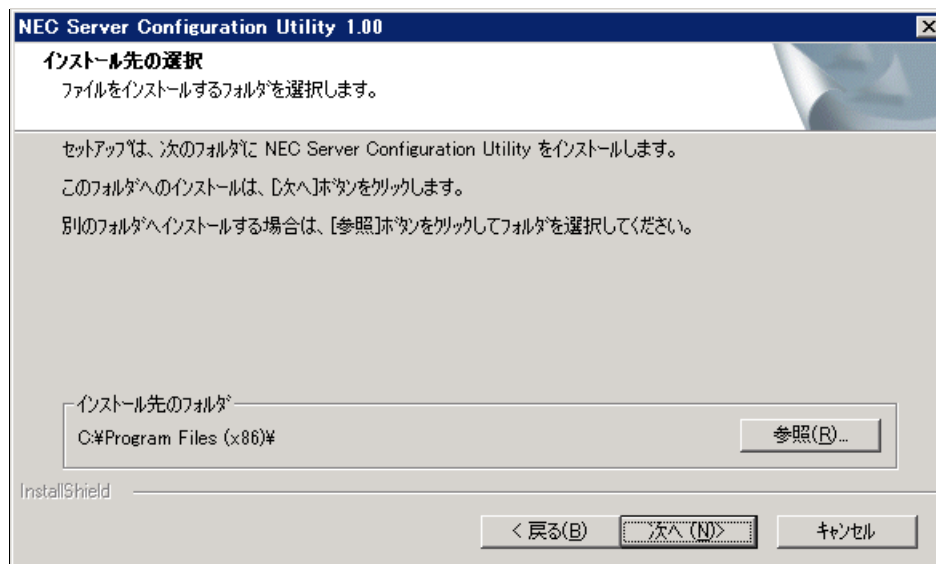 NEC Server Configuration Utility 1.00
インストール先の選択
ファイルをインストールするフォルダを選択します。
セットアップは、次のフォルダに NEC Server Configuration Utility をインストールします。
このフォルダへのインストールは、[次へ]ボタンをクリックします。
別のフォルダへインストールする場合は、[参照]ボタンをクリックしてフォルダを選択してください。
インストール先のフォルダ
C:¥Program Files (x86)¥
参照(R)...
InstallShield
< 戻る(B)
次へ (N)>
キャンセル